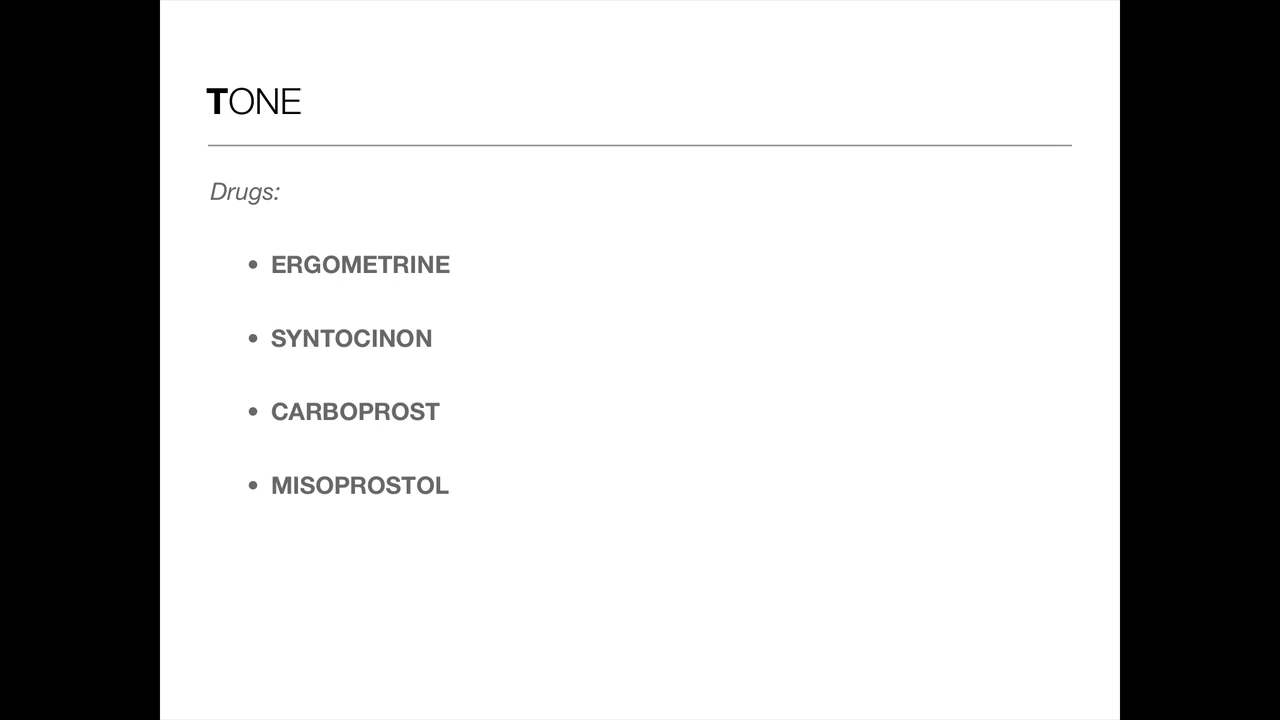 TONE
Drugs:
• ERGOMETRINE
• SYNTOCINON
• CARBOPROST
• MISOPROSTOL